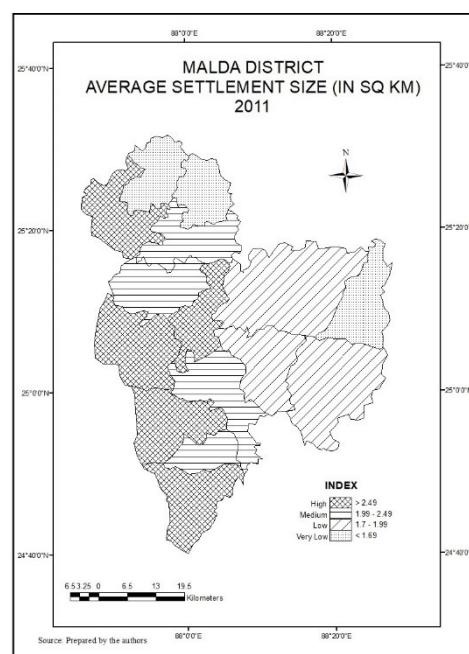 88°0'0"E 88°20'0"E
MALDA DISTRICT
AVERAGE SETTLEMENT SIZE (IN SQ KM)
2011
25°40'0"N 25°40'0"N
N
25°20'0"N 25°20'0"N
25°0'0"N 25°0'0"N
INDEX
High > 2.49
Medium 1.99 - 2.49
Low 1.7 - 1.99
Very Low < 1.69
24°40'0"N 24°40'0"N
6.5 3.25 0 6.5 13 19.5
Kilometers
Source: Prepared by the authors
88°0'0"E 88°20'0"E